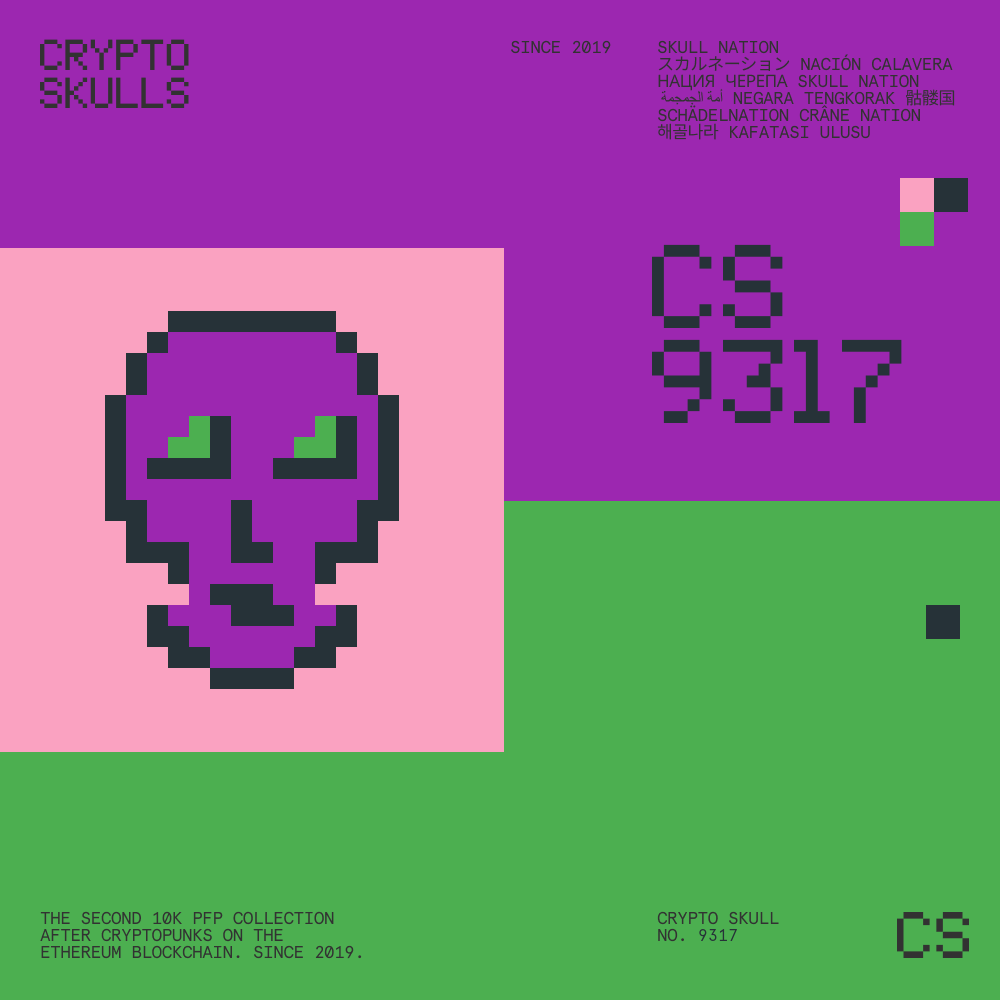 CRYPTO
SKULLS
SINCE 2019
SKULL NATION
スカルネーション NACIÓN CALAVERA
НАЦИЯ ЧЕРЕПА SKULL NATION
أمة الجمجمة NEGARA TENGKORAK 骷髅国
SCHÄDELNATION CRÂNE NATION
해골나라 KAFATASI ULUSU
CS
9317
THE SECOND 10K PFP COLLECTION
AFTER CRYPTOPUNKS ON THE
ETHEREUM BLOCKCHAIN. SINCE 2019.
CRYPTO SKULL
NO. 9317
CS